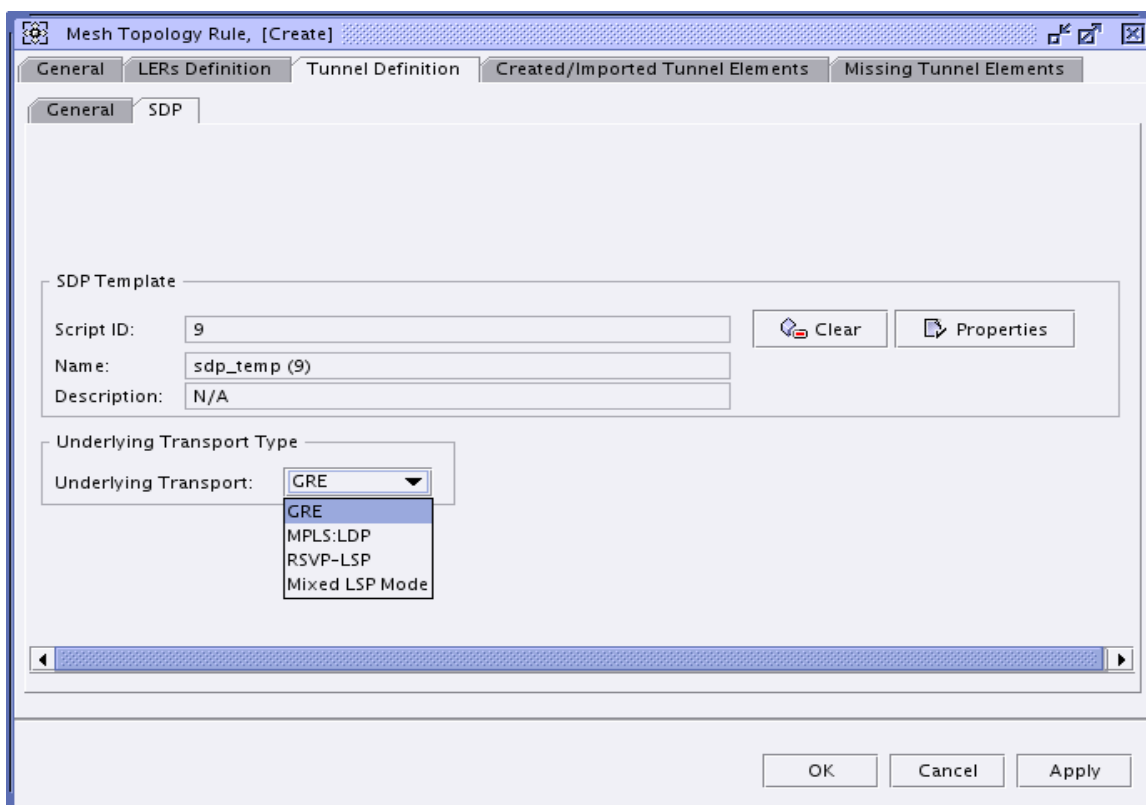 Mesh Topology Rule, [Create]
General LERs Definition Tunnel Definition Created/Imported Tunnel Elements Missing Tunnel Elements
General SDP
SDP Template
Script ID: 9 Clear Properties
Name: sdp_temp (9)
Description: N/A
Underlying Transport Type
Underlying Transport: GRE
GRE
MPLS:LDP
RSVP-LSP
Mixed LSP Mode
OK Cancel Apply